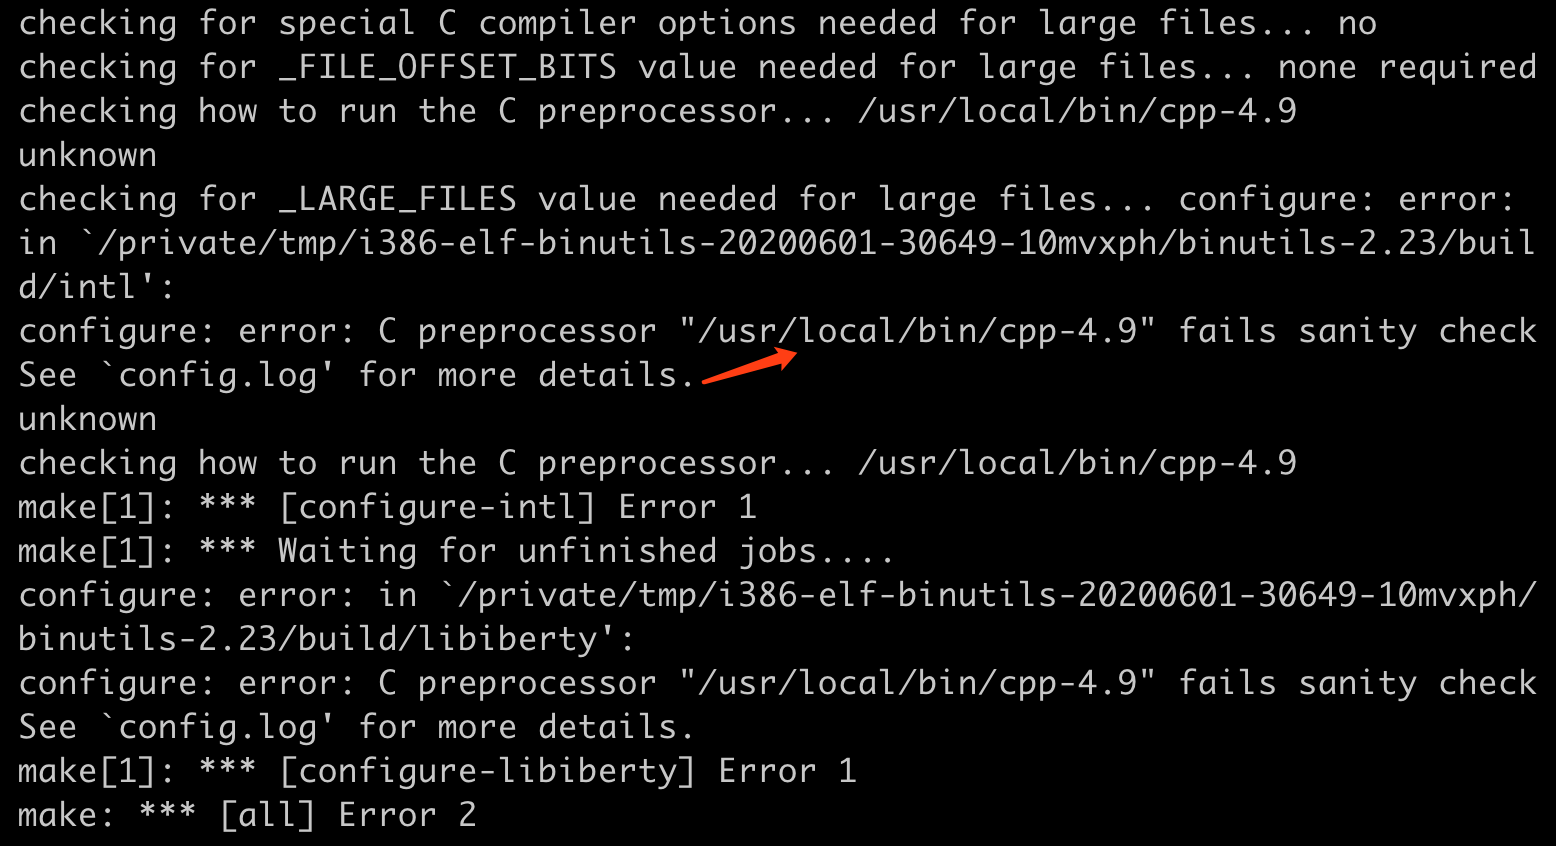 checking for special C compiler options needed for large files... no
checking for _FILE_OFFSET_BITS value needed for large files... none required
checking how to run the C preprocessor... /usr/local/bin/cpp-4.9
unknown
checking for _LARGE_FILES value needed for large files... configure: error:
in `/private/tmp/i386-elf-binutils-20200601-30649-10mvxph/binutils-2.23/buil
d/intl':
configure: error: C preprocessor "/usr/local/bin/cpp-4.9" fails sanity check
See `config.log' for more details.
unknown
checking how to run the C preprocessor... /usr/local/bin/cpp-4.9
make[1]: *** [configure-intl] Error 1
make[1]: *** Waiting for unfinished jobs....
configure: error: in `/private/tmp/i386-elf-binutils-20200601-30649-10mvxph/
binutils-2.23/build/libiberty':
configure: error: C preprocessor "/usr/local/bin/cpp-4.9" fails sanity check
See `config.log' for more details.
make[1]: *** [configure-libiberty] Error 1
make: *** [all] Error 2